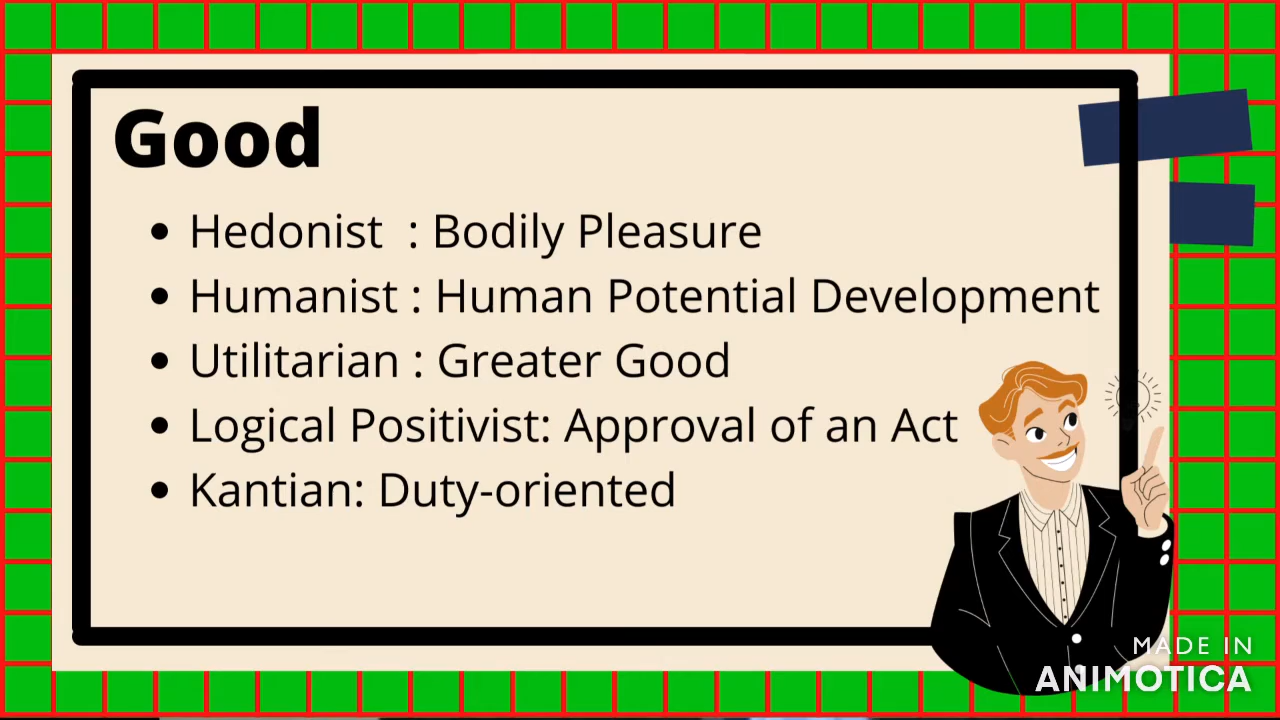 Good
• Hedonist : Bodily Pleasure
• Humanist : Human Potential Development
• Utilitarian : Greater Good
• Logical Positivist: Approval of an Act
• Kantian: Duty-oriented
MADE IN
ANIMOTICA